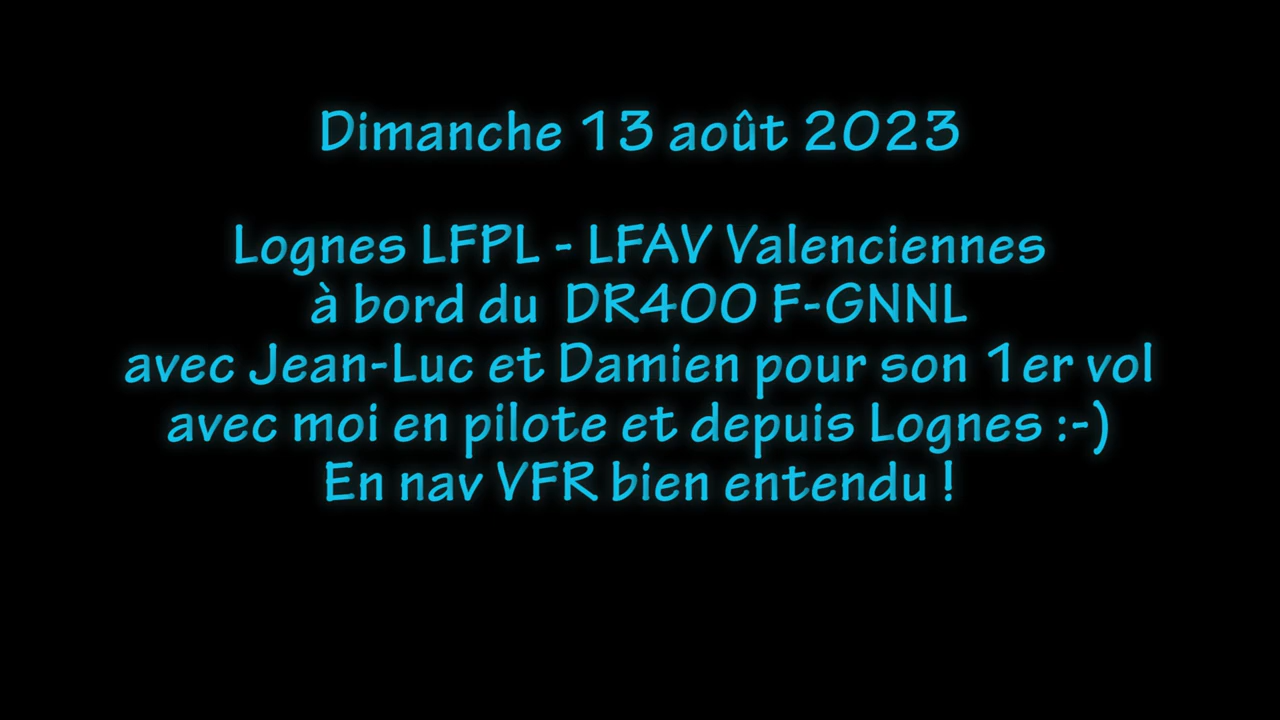 Dimanche 13 août 2023
Lognes LFPL - LFAV Valenciennes
à bord du  DR400 F-GNNL
avec Jean-Luc et Damien pour son 1er vol
avec moi en pilote et depuis Lognes :-)
En nav VFR bien entendu !